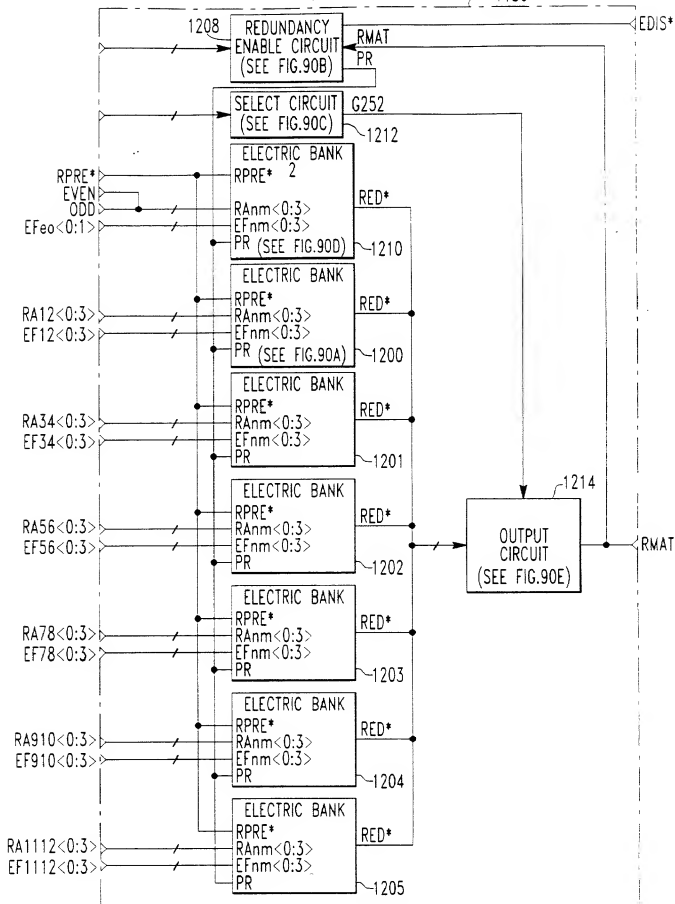 1208
REDUNDANCY
ENABLE CIRCUIT
(SEE FIG.90B)
EDIS*
RMAT
PR
SELECT CIRCUIT
(SEE FIG.90C)
G252
1212
ELECTRIC BANK
2
RPRE*
EVEN
ODD
EFeo<0:1>
RPRE*
RAnm<0:3>
EFnm<0:3>
PR (SEE FIG.90D)
RED*
1210
ELECTRIC BANK
RA12<0:3>
EF12<0:3>
RPRE*
RAnm<0:3>
EFnm<0:3>
PR (SEE FIG.90A)
RED*
1200
ELECTRIC BANK
RA34<0:3>
EF34<0:3>
RPRE*
RAnm<0:3>
EFnm<0:3>
PR
RED*
1201
ELECTRIC BANK
RA56<0:3>
EF56<0:3>
RPRE*
RAnm<0:3>
EFnm<0:3>
PR
RED*
1202
1214
OUTPUT
CIRCUIT
(SEE FIG.90E)
RMAT
ELECTRIC BANK
RA78<0:3>
EF78<0:3>
RPRE*
RAnm<0:3>
EFnm<0:3>
PR
RED*
1203
ELECTRIC BANK
RA910<0:3>
EF910<0:3>
RPRE*
RAnm<0:3>
EFnm<0:3>
PR
RED*
1204
ELECTRIC BANK
RA1112<0:3>
EF1112<0:3>
RPRE*
RAnm<0:3>
EFnm<0:3>
PR
RED*
1205